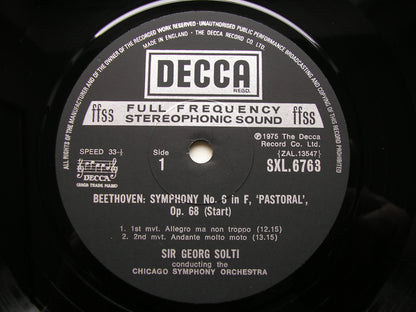 ALL RIGHTS OF THE MANUFACTURER AND OF THE OWNER OF THE RECORDED WORK RESERVED · UNAUTHORISED PUBLIC PERFORMANCE BROADCASTING AND COPYING OF THIS RECORD PROHIBITED
MADE IN ENGLAND · THE DECCA RECORD CO LTD.
DECCA
REGD.
ffss FULL FREQUENCY ffss
STEREOPHONIC SOUND
SPEED 33⅓
Side
1
Ⓟ1975 The Decca
Record Co. Ltd.
(ZAL.13547)
SXL.6763
DECCA
BEETHOVEN: SYMPHONY No. 6 in F, 'PASTORAL',
Op. 68 (Start)
1. 1st mvt. Allegro ma non troppo (12.15)
2. 2nd mvt. Andante molto moto (13.15)
SIR GEORG SOLTI
conducting the
CHICAGO SYMPHONY ORCHESTRA